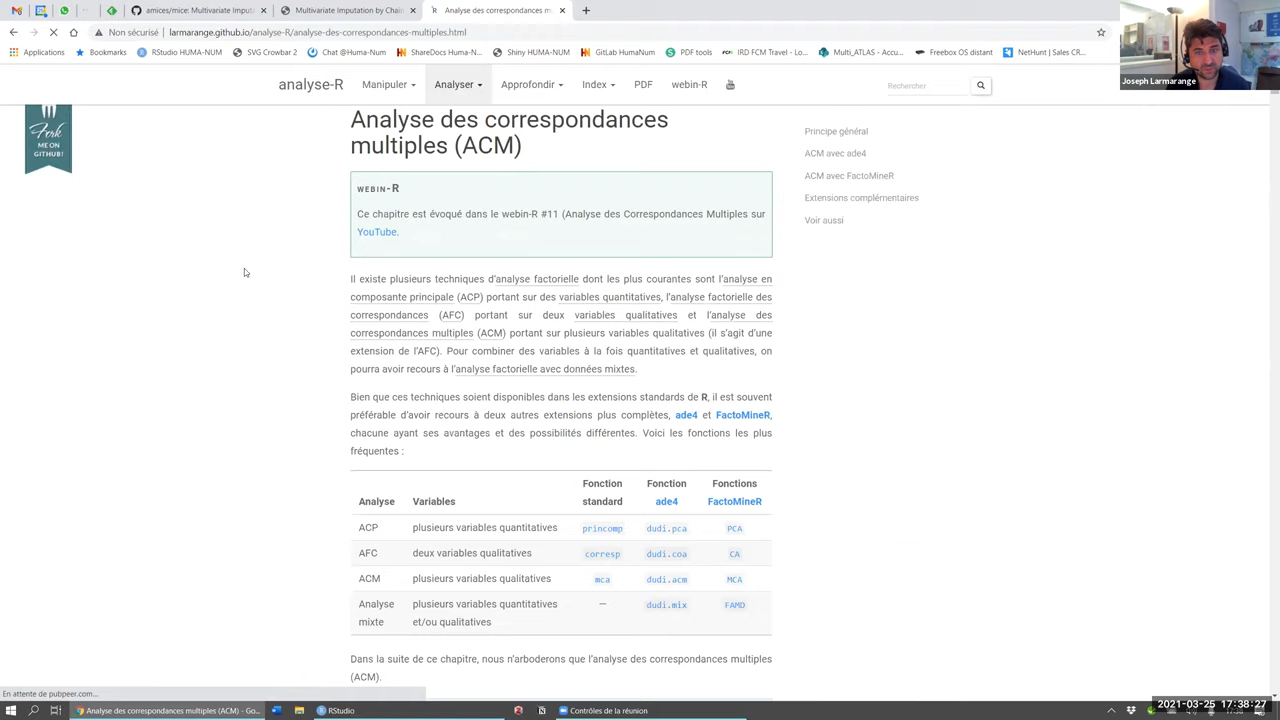 amices/mice: Multivariate Imput
Multivariate Imputation by Chain
Analyse des correspondances m
Non sécurisé | larmarange.github.io/analyse-R/analyse-des-correspondances-multiples.html
Applications
Bookmarks
RStudio HUMA-NUM
SVG Crowbar 2
Chat @Huma-Num
ShareDocs Huma-N...
Shiny HUMA-NUM
GitLab HumaNum
PDF tools
IRD FCM Travel - Lo...
Multi_ATLAS - Accu...
Freebox OS distant
NetHunt | Sales CR...
Joseph Larmarange
analyse-R
Manipuler
Analyser
Approfondir
Index
PDF
webin-R
Rechercher
Fork
ME ON
GITHUB!
Analyse des correspondances
multiples (ACM)
WEBIN-R
Ce chapitre est évoqué dans le webin-R #11 (Analyse des Correspondances Multiples sur
YouTube.
Il existe plusieurs techniques d'analyse factorielle dont les plus courantes sont l'analyse en
composante principale (ACP) portant sur des variables quantitatives, l'analyse factorielle des
correspondances (AFC) portant sur deux variables qualitatives et l'analyse des
correspondances multiples (ACM) portant sur plusieurs variables qualitatives (il s'agit d'une
extension de l'AFC). Pour combiner des variables à la fois quantitatives et qualitatives, on
pourra avoir recours à l'analyse factorielle avec données mixtes.
Bien que ces techniques soient disponibles dans les extensions standards de R, il est souvent
préférable d'avoir recours à deux autres extensions plus complètes, ade4 et FactoMineR,
chacune ayant ses avantages et des possibilités différentes. Voici les fonctions les plus
fréquentes :
Fonction Fonction Fonctions
Analyse Variables standard ade4 FactoMineR
ACP plusieurs variables quantitatives princomp dudi.pca PCA
AFC deux variables qualitatives corresp dudi.coa CA
ACM plusieurs variables qualitatives mca dudi.acm MCA
Analyse plusieurs variables quantitatives — dudi.mix FAMD
mixte et/ou qualitatives
Dans la suite de ce chapitre, nous n'arboderons que l'analyse des correspondances multiples
(ACM).
Principe général
ACM avec ade4
ACM avec FactoMineR
Extensions complémentaires
Voir aussi
En attente de pubpeer.com...
Analyse des correspondances multiples (ACM) - Go...
RStudio
Contrôles de la réunion
2021-03-25 17:38:27